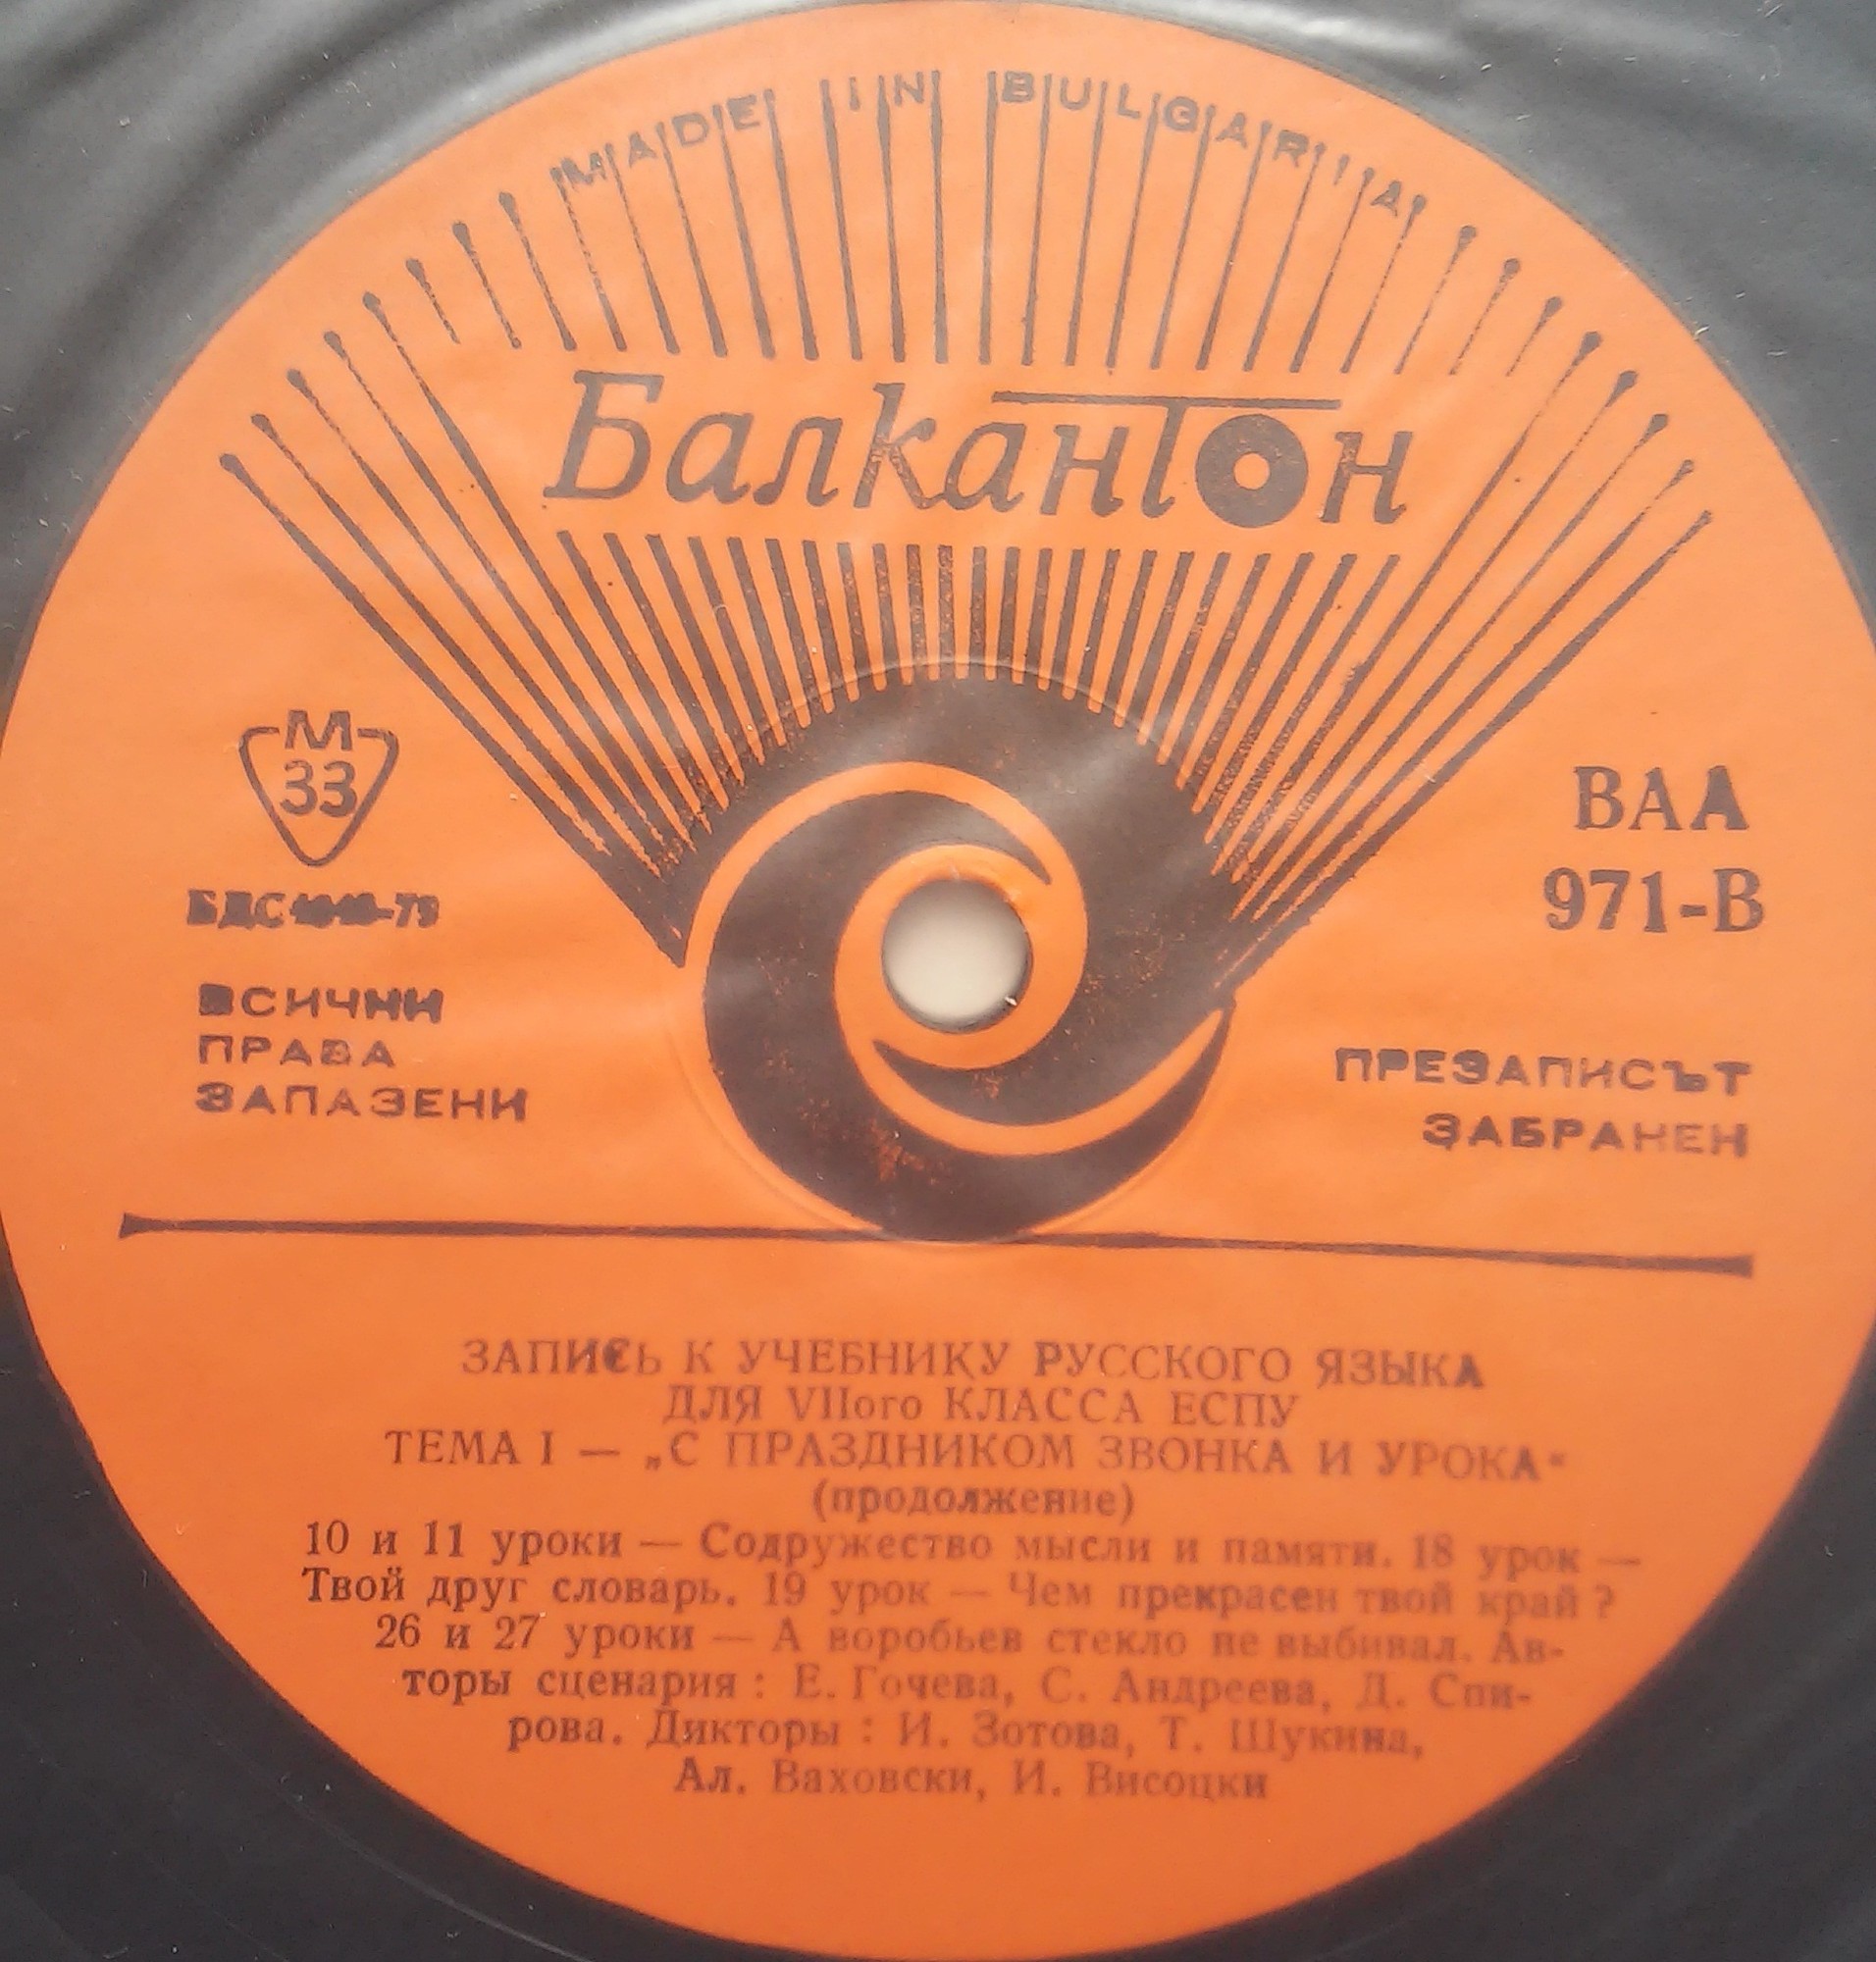 MADE IN BULGARIA
Балкантон
М
33
ВАА
971-В
БДС
ВСИЧКИ
ПРАВА
ЗАПАЗЕНИ
ПРЕЗАПИСЪТ
ЗАБРАНЕН
ЗАПИСЬ К УЧЕБНИКУ РУССКОГО ЯЗЫКА
ДЛЯ VIIого КЛАССА ЕСПУ
ТЕМА I — „С ПРАЗДНИКОМ ЗВОНКА И УРОКА“
(продолжение)
10 и 11 уроки — Содружество мысли и памяти. 18 урок —
Твой друг словарь. 19 урок — Чем прекрасен твой край ?
26 и 27 уроки — А воробьев стекло не выбивал. Ав-
торы сценария : Е. Гочева, С. Андреева, Д. Спи-
рова. Дикторы : И. Зотова, Т. Шукина,
Ал. Ваховски, И. Висоцки